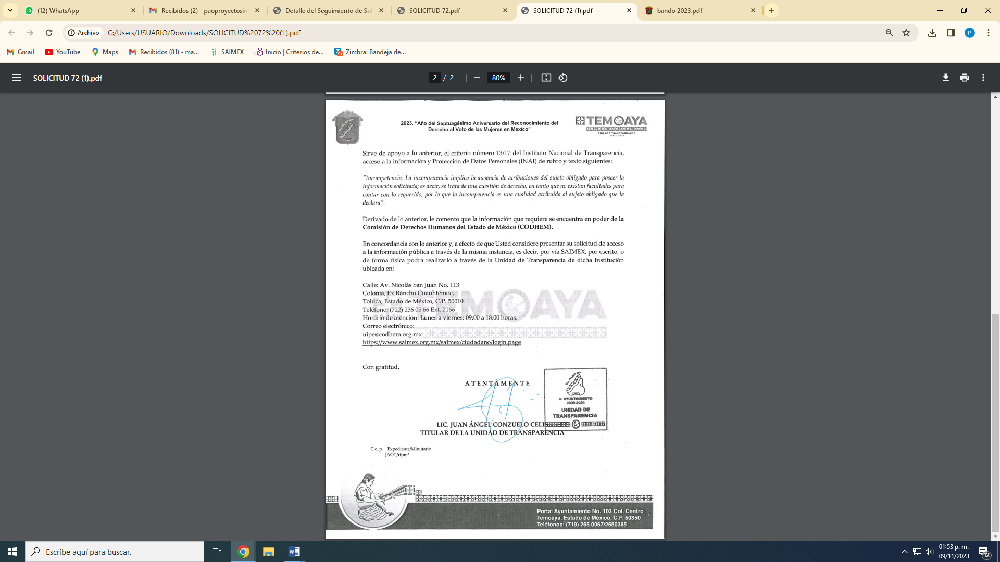 (12) WhatsApp
Recibidos (2) - paoproyectosin
Detalle del Seguimiento de Sol
SOLICITUD 72.pdf
SOLICITUD 72 (1).pdf
bando 2023.pdf
Archivo
C:/Users/USUARIO/Downloads/SOLICITUD%2072%20(1).pdf
P
Gmail
YouTube
Maps
Recibidos (81) - ma...
SAIMEX
Inicio | Criterios de...
Zimbra: Bandeja de...
SOLICITUD 72 (1).pdf
2 / 2
80%
2023. “Año del Septuagésimo Aniversario del Reconocimiento del
Derecho al Voto de las Mujeres en México”
TEMOAYA
SIGAMOS TRANSFORMANDO
2022 - 2024
Sirve de apoyo a lo anterior, el criterio número 13/17 del Instituto Nacional de Transparencia,
acceso a la información y Protección de Datos Personales (INAI) de rubro y texto siguientes:
"Incompetencia. La incompetencia implica la ausencia de atribuciones del sujeto obligado para poseer la
información solicitada; es decir, se trata de una cuestión de derecho, en tanto que no existan facultades para
contar con lo requerido; por lo que la incompetencia es una cualidad atribuida al sujeto obligado que la
declara".
Derivado de lo anterior, le comento que la información que requiere se encuentra en poder de la
Comisión de Derechos Humanos del Estado de México (CODHEM).
En concordancia con lo anterior y, a efecto de que Usted considere presentar su solicitud de acceso
a la información pública a través de la misma instancia, es decir, por vía SAIMEX, por escrito, o
de forma física podrá realizarlo a través de la Unidad de Transparencia de dicha Institución
ubicada en:
Calle: Av. Nicolás San Juan No. 113
Colonia, Ex Rancho Cuauhtémoc,
Toluca, Estado de México, C.P. 50010
Teléfono: (722) 236 05 66 Ext. 2166
Horario de atención: Lunes a viernes: 09:00 a 18:00 horas.
Correo electrónico:
uipe@codhem.org.mx
https://www.saimex.org.mx/saimex/ciudadano/login.page
TEMOAYA
Con gratitud.
A T E N T A M E N T E
H. AYUNTAMIENTO
2022-2024
UNIDAD DE
TRANSPARENCIA
LIC. JUAN ÁNGEL CONZUELO CELIS
TITULAR DE LA UNIDAD DE TRANSPARENCIA
C.c..p. Expediente/Minutario
JACC/ripm*
Portal Ayuntamiento No. 103 Col. Centro
Temoaya, Estado de México, C.P. 50850
Teléfonos: (719) 265 0067/2650385
Escribe aquí para buscar.
01:53 p. m.
09/11/2023
12